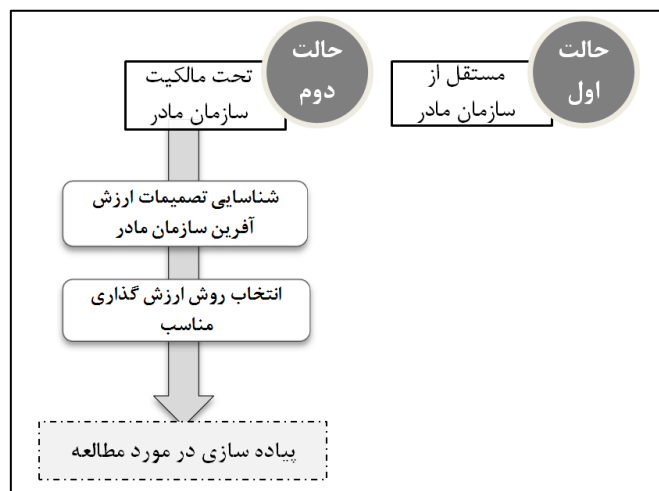 حالت
اول
مستقل از
سازمان مادر
حالت
دوم
تحت مالکیت
سازمان مادر
شناسایی تصمیمات ارزش
آفرین سازمان مادر
انتخاب روش ارزش گذاری
مناسب
پیاده سازی در مورد مطالعه